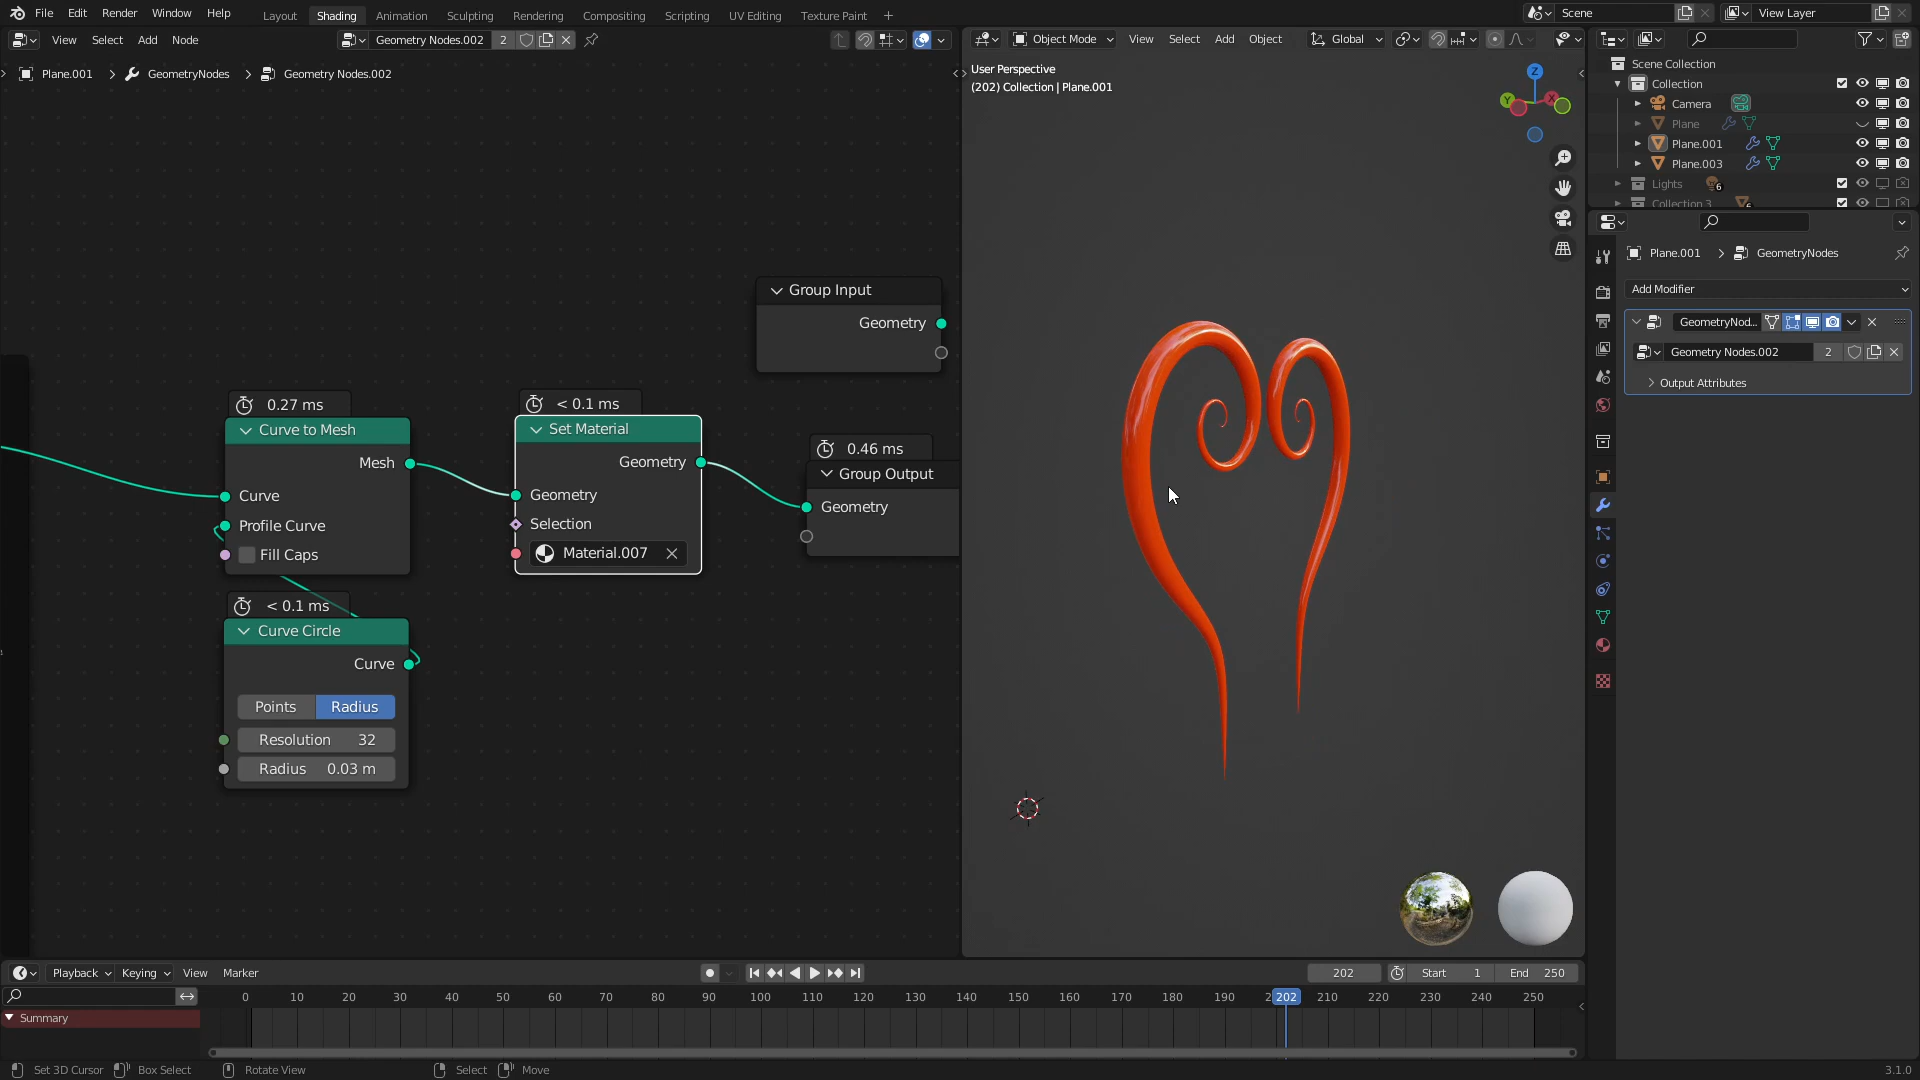 File Edit Render Window Help
Layout Shading Animation Sculpting Rendering Compositing Scripting UV Editing Texture Paint +
Scene View Layer
View Select Add Node Geometry Nodes.002 2
Object Mode View Select Add Object Global
Plane.001 > GeometryNodes > Geometry Nodes.002
User Perspective
(202) Collection | Plane.001
Z
Y
X
Scene Collection
Collection
Camera
Plane
Plane.001
Plane.003
Lights 6
Collection 3 6
Plane.001 > GeometryNodes
Add Modifier
GeometryNod...
Geometry Nodes.002 2
Output Attributes
Group Input
Geometry
0.27 ms
Curve to Mesh
Mesh
Curve
Profile Curve
Fill Caps
< 0.1 ms
Set Material
Geometry
Geometry
Selection
Material.007
0.46 ms
Group Output
Geometry
< 0.1 ms
Curve Circle
Curve
Points Radius
Resolution 32
Radius 0.03 m
Playback Keying View Marker
202 Start 1 End 250
0 10 20 30 40 50 60 70 80 90 100 110 120 130 140 150 160 170 180 190 2 202 210 220 230 240 250
Summary
Set 3D Cursor Box Select Rotate View Select Move 3.1.0